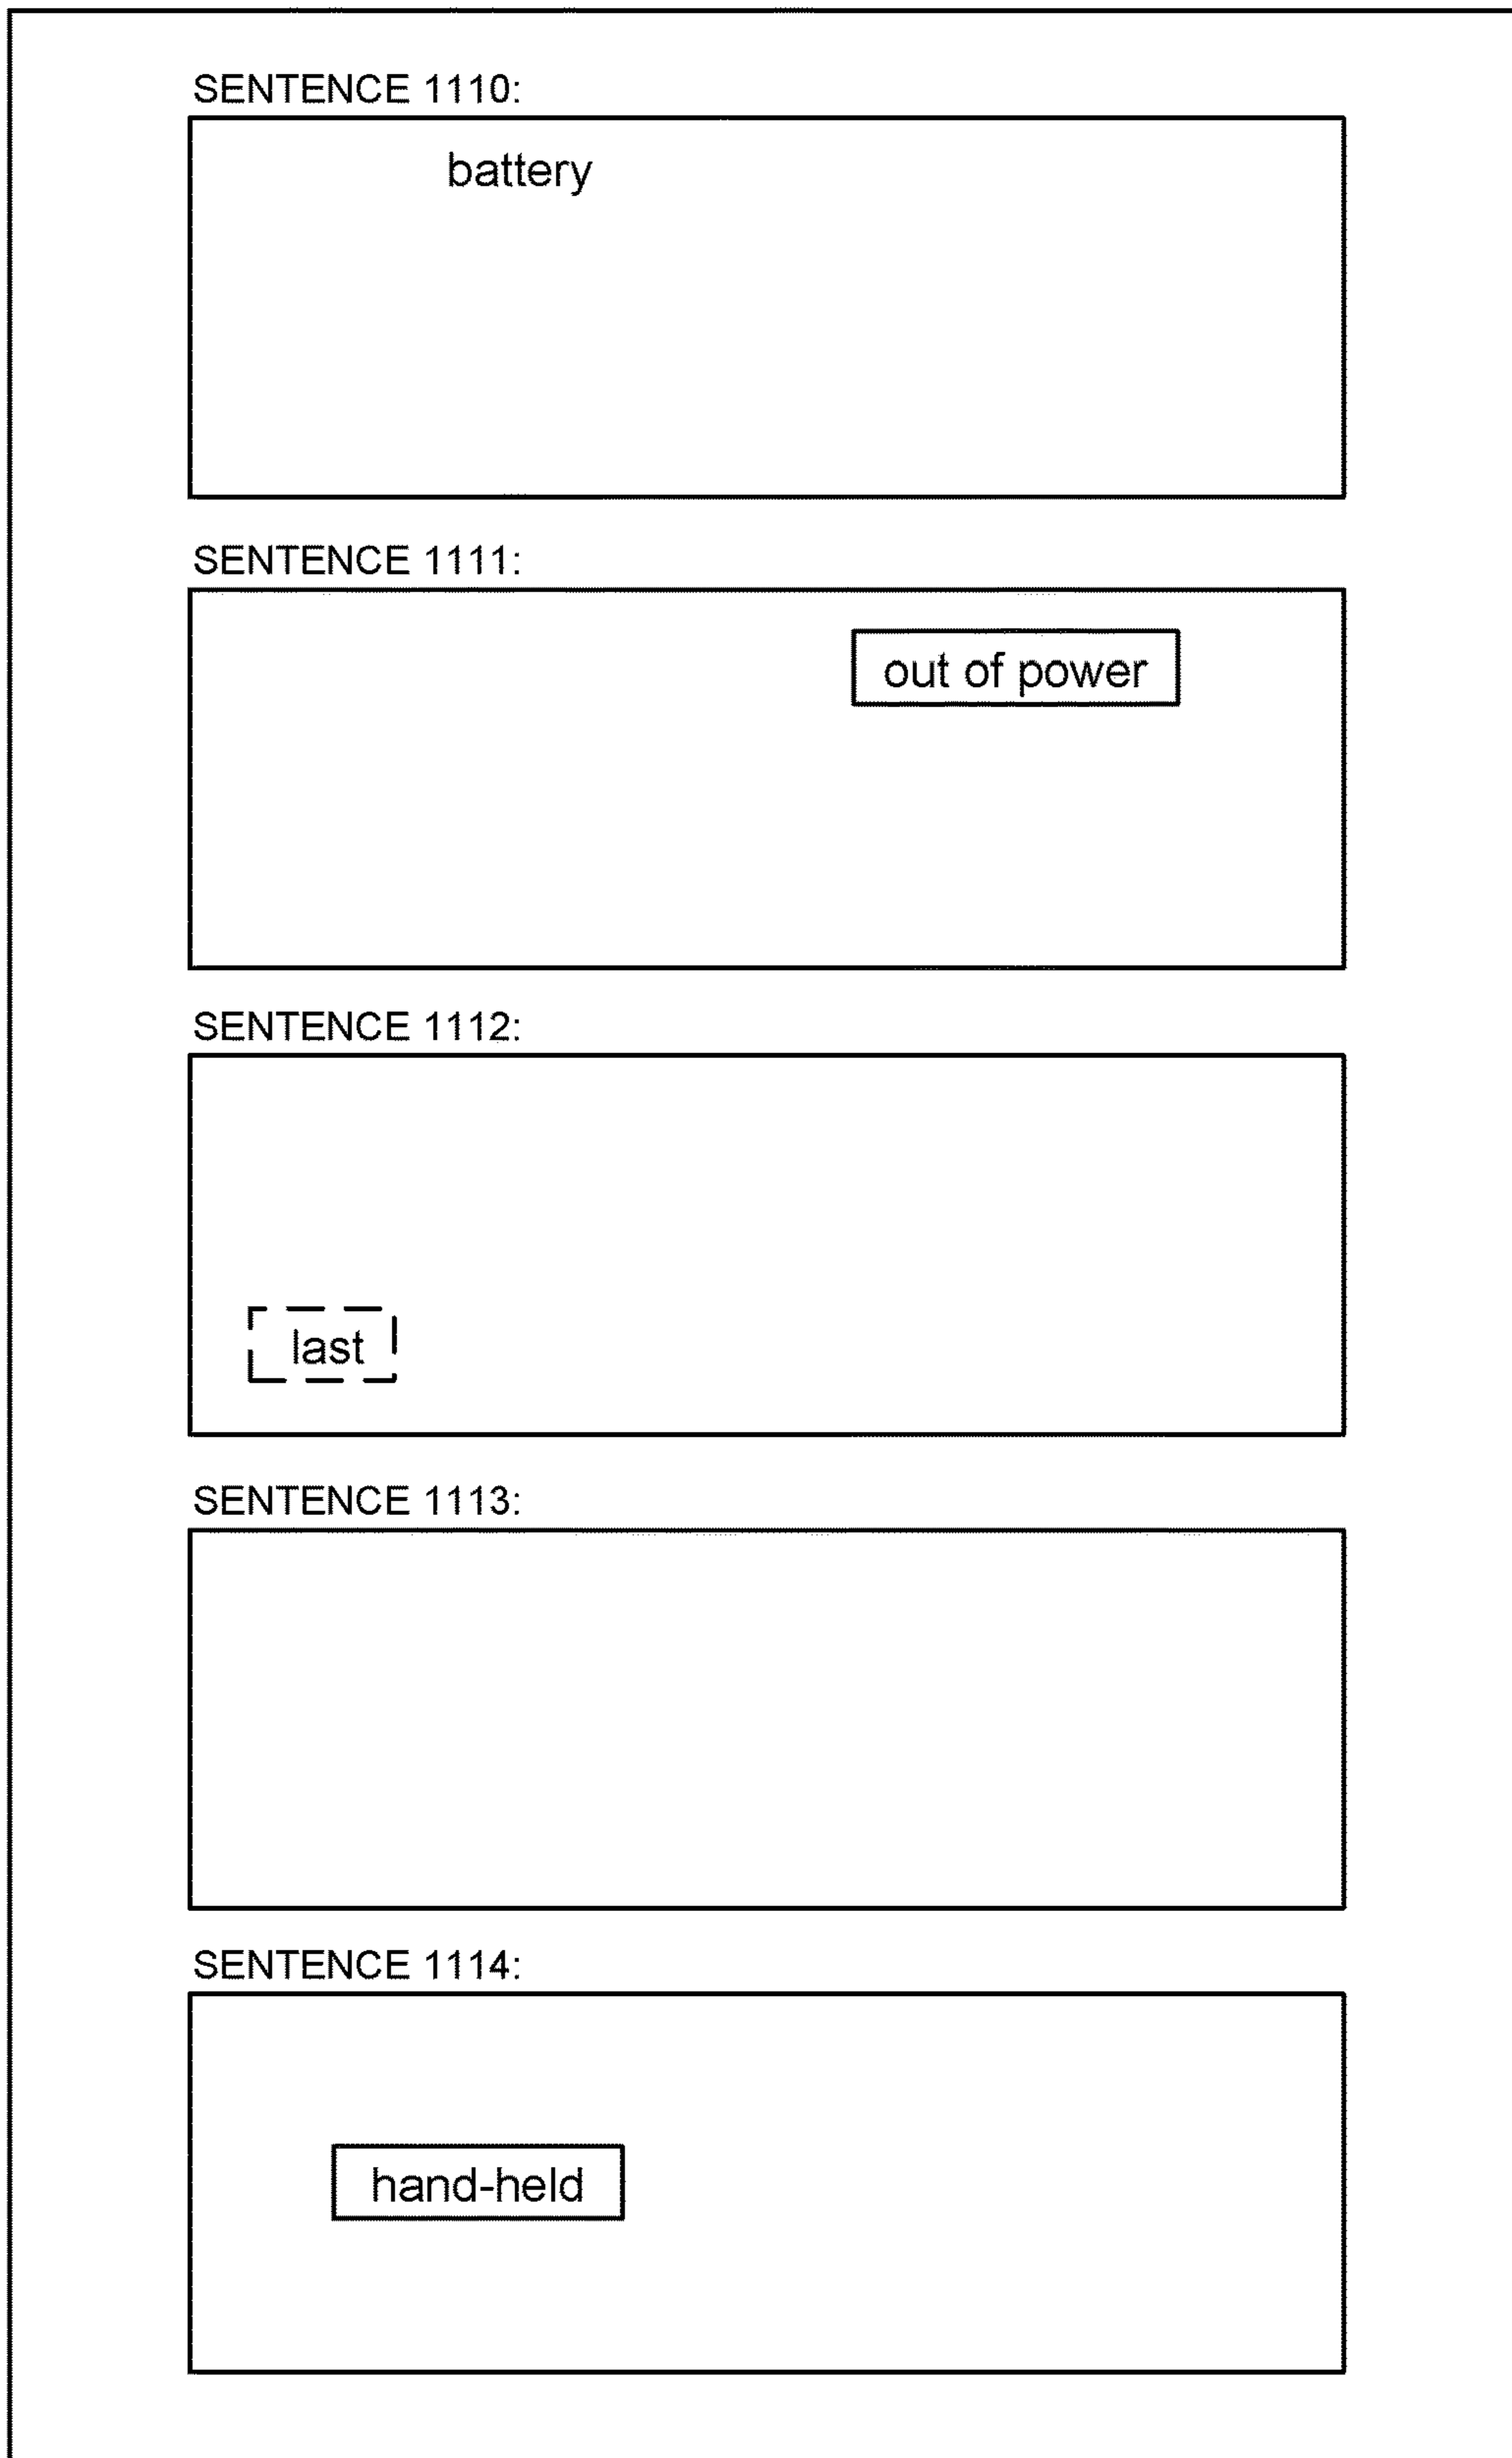 SENTENCE 1110:
battery
SENTENCE 1111:
out of power
SENTENCE 1112:
last
SENTENCE 1113:
SENTENCE 1114:
hand-held